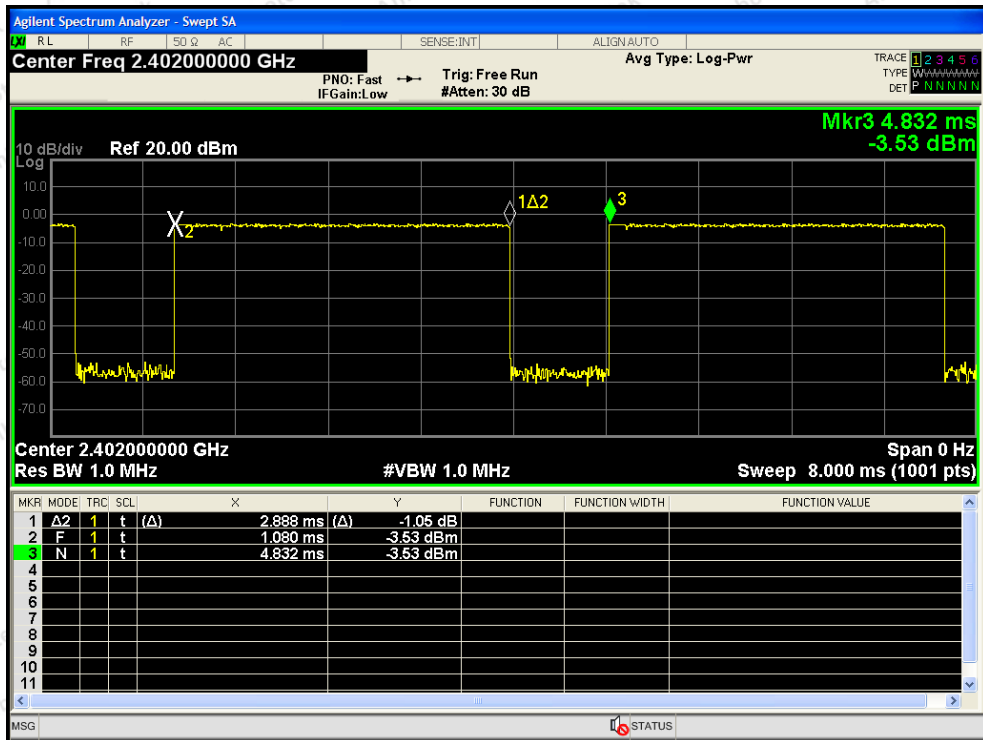 Agilent Spectrum Analyzer - Swept SA
LXI RL RF 50 Ω AC SENSE:INT ALIGNAUTO
Center Freq 2.402000000 GHz
Avg Type: Log-Pwr
TRACE 1 2 3 4 5 6
PNO: Fast Trig: Free Run
TYPE WWWWWW
IFGain:Low #Atten: 30 dB
DET P N N N N N
Mkr3 4.832 ms
-3.53 dBm
10 dB/div Ref 20.00 dBm
Log
10.0
0.00
-10.0
-20.0
-30.0
-40.0
-50.0
-60.0
-70.0
X2
1Δ2
3
Center 2.402000000 GHz Span 0 Hz
Res BW 1.0 MHz #VBW 1.0 MHz Sweep 8.000 ms (1001 pts)
MKR MODE TRC SCL X Y FUNCTION FUNCTION WIDTH FUNCTION VALUE
1 Δ2 1 t (Δ) 2.888 ms (Δ) -1.05 dB
2 F 1 t 1.080 ms -3.53 dBm
3 N 1 t 4.832 ms -3.53 dBm
4
5
6
7
8
9
10
11
MSG STATUS